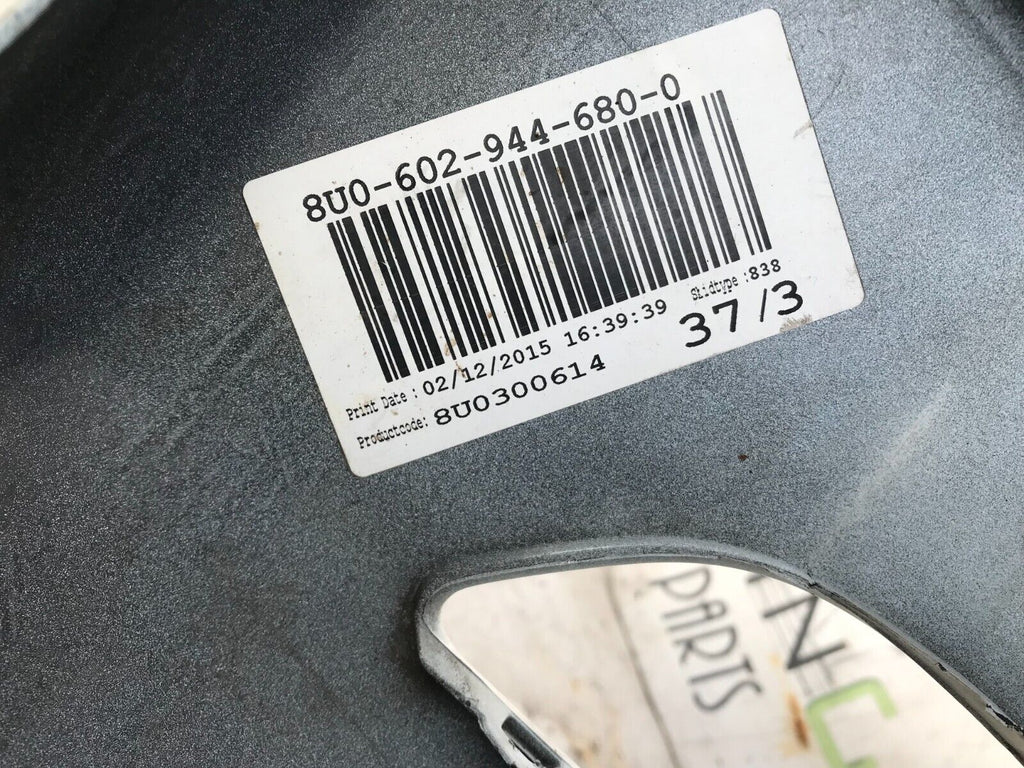 8U0-602-944-680-0
Print Date : 02/12/2015 16:39:39 Skidtype :838
Productcode: 8U0300614 37/3
PARTS